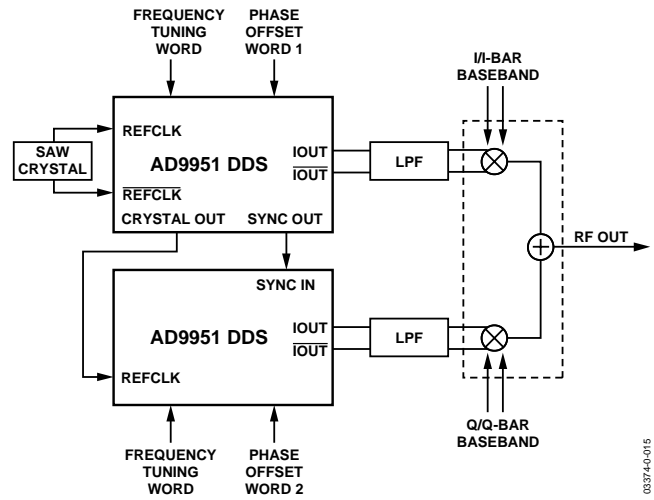 FREQUENCY
TUNING
WORD
PHASE
OFFSET
WORD 1
I/I-BAR
BASEBAND
REFCLK
SAW
CRYSTAL
AD9951 DDS
IOUT
IOUT
LPF
REFCLK
CRYSTAL OUT
SYNC OUT
RF OUT
SYNC IN
AD9951 DDS
IOUT
IOUT
LPF
REFCLK
FREQUENCY
TUNING
WORD
PHASE
OFFSET
WORD 2
Q/Q-BAR
BASEBAND
03374-0-015